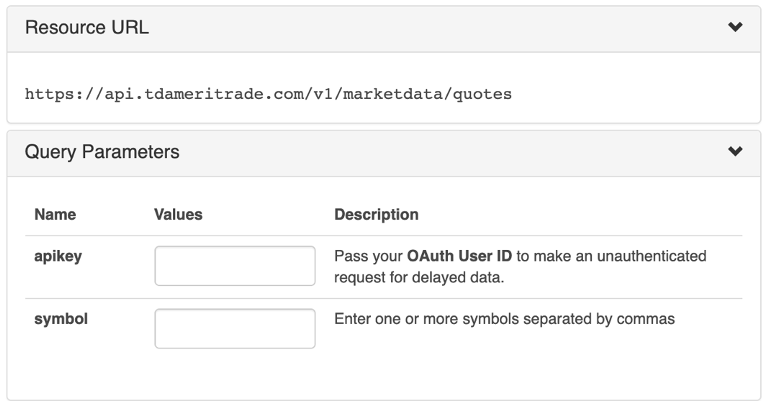 Resource URL
https://api.tdameritrade.com/v1/marketdata/quotes
Query Parameters
Name Values Description
apikey Pass your OAuth User ID to make an unauthenticated
request for delayed data.
symbol Enter one or more symbols separated by commas